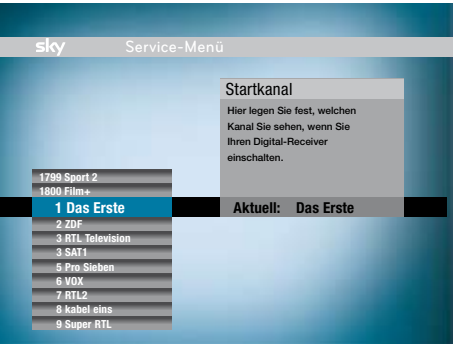 sky Service-Menü
Startkanal
Hier legen Sie fest, welchen
Kanal Sie sehen, wenn Sie
Ihren Digital-Receiver
einschalten.
1799 Sport 2
1800 Film+
1 Das Erste
Aktuell: Das Erste
2 ZDF
3 RTL Television
3 SAT1
5 Pro Sieben
6 VOX
7 RTL2
8 kabel eins
9 Super RTL